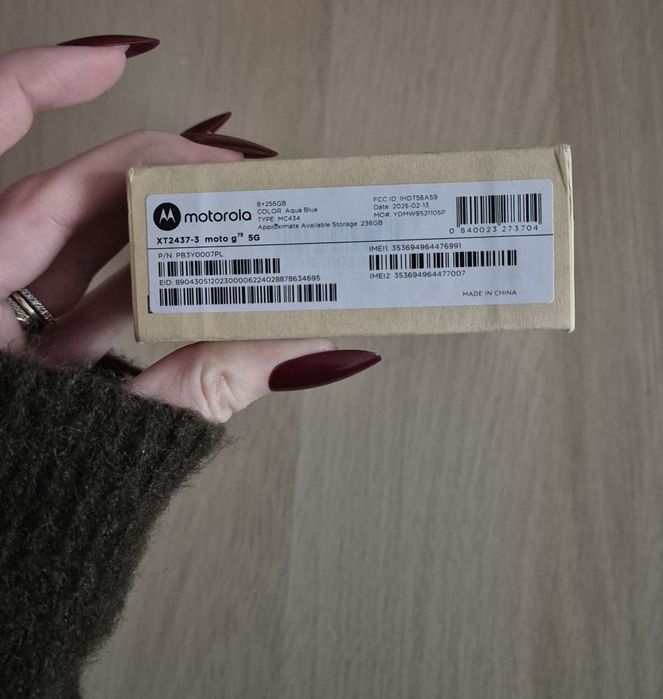 motorola
8+256GB
COLOR: Aqua Blue
TYPE: MC434
Approximate Available Storage: 236GB
FCC ID: IHDT56AS9
Date: 2025-02-13
MO#: YDMW9521105P
0 840023 273704
XT2437-3 moto g⁷⁵ 5G
P/N: PB3Y0007PL
EID: 89043051202300006224028878634695
IMEI1: 353694964476991
IMEI2: 353694964477007
MADE IN CHINA